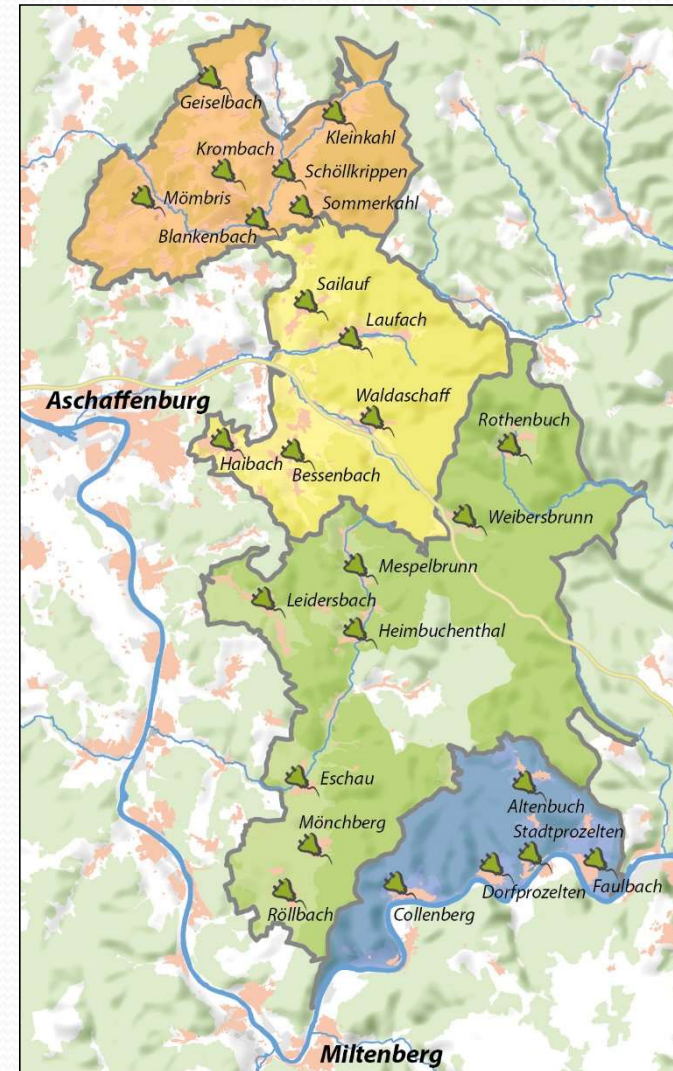 Geiselbach
Kleinkahl
Krombach
Schöllkrippen
Mömbris
Sommerkahl
Blankenbach
Sailauf
Laufach
Waldaschaff
Aschaffenburg
Rothenbuch
Haibach
Bessenbach
Weibersbrunn
Mespelbrunn
Leidersbach
Heimbuchenthal
Eschau
Altenbuch
Mönchberg
Stadtprozelten
Röllbach
Collenberg
Dorfprozelten
Faulbach
Miltenberg